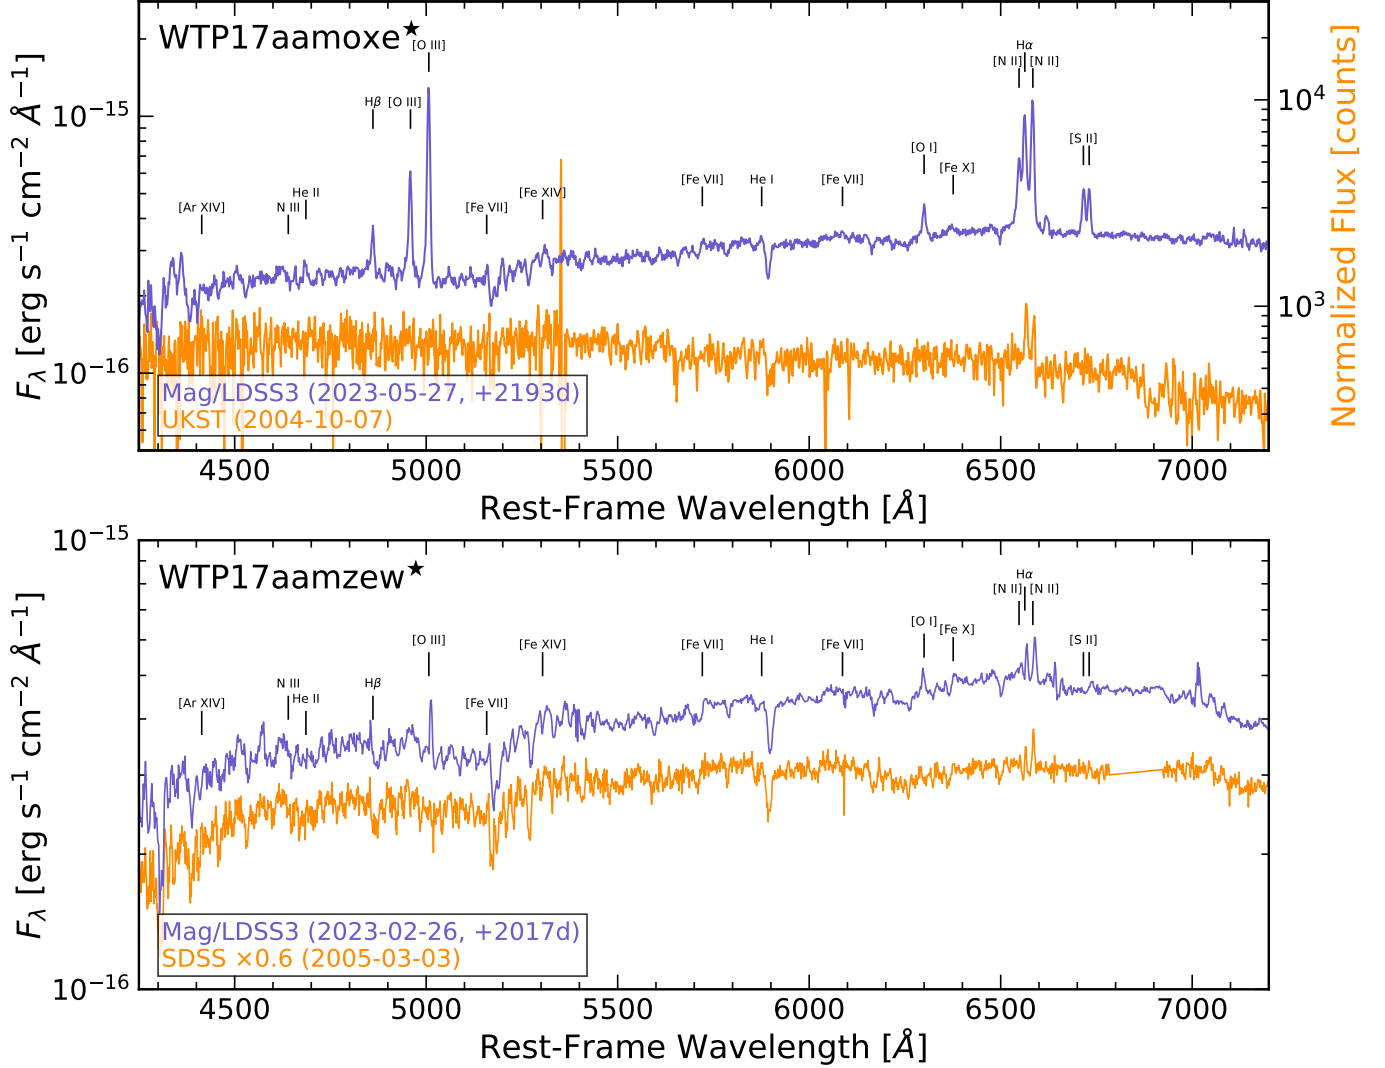 WTP17aamoxe★
[O III]
Hα
[N II] [N II]
Hβ [O III]
[S II]
[O I]
[Fe X]
[Fe VII] He I [Fe VII]
He II [Fe XIV]
[Ar XIV] N III [Fe VII]
10⁻¹⁵
10⁻¹⁶
10⁴
10³
F_λ [erg s⁻¹ cm⁻² Å⁻¹]
Normalized Flux [counts]
Mag/LDSS3 (2023-05-27, +2193d)
UKST (2004-10-07)
4500 5000 5500 6000 6500 7000
Rest-Frame Wavelength [Å]
10⁻¹⁵
WTP17aamzew★
Hα
[N II] [N II]
[O I] [Fe X]
[O III] [Fe XIV] [Fe VII] He I [Fe VII] [S II]
N III Hβ
He II
[Ar XIV] [Fe VII]
F_λ [erg s⁻¹ cm⁻² Å⁻¹]
Mag/LDSS3 (2023-02-26, +2017d)
SDSS ×0.6 (2005-03-03)
10⁻¹⁶
4500 5000 5500 6000 6500 7000
Rest-Frame Wavelength [Å]